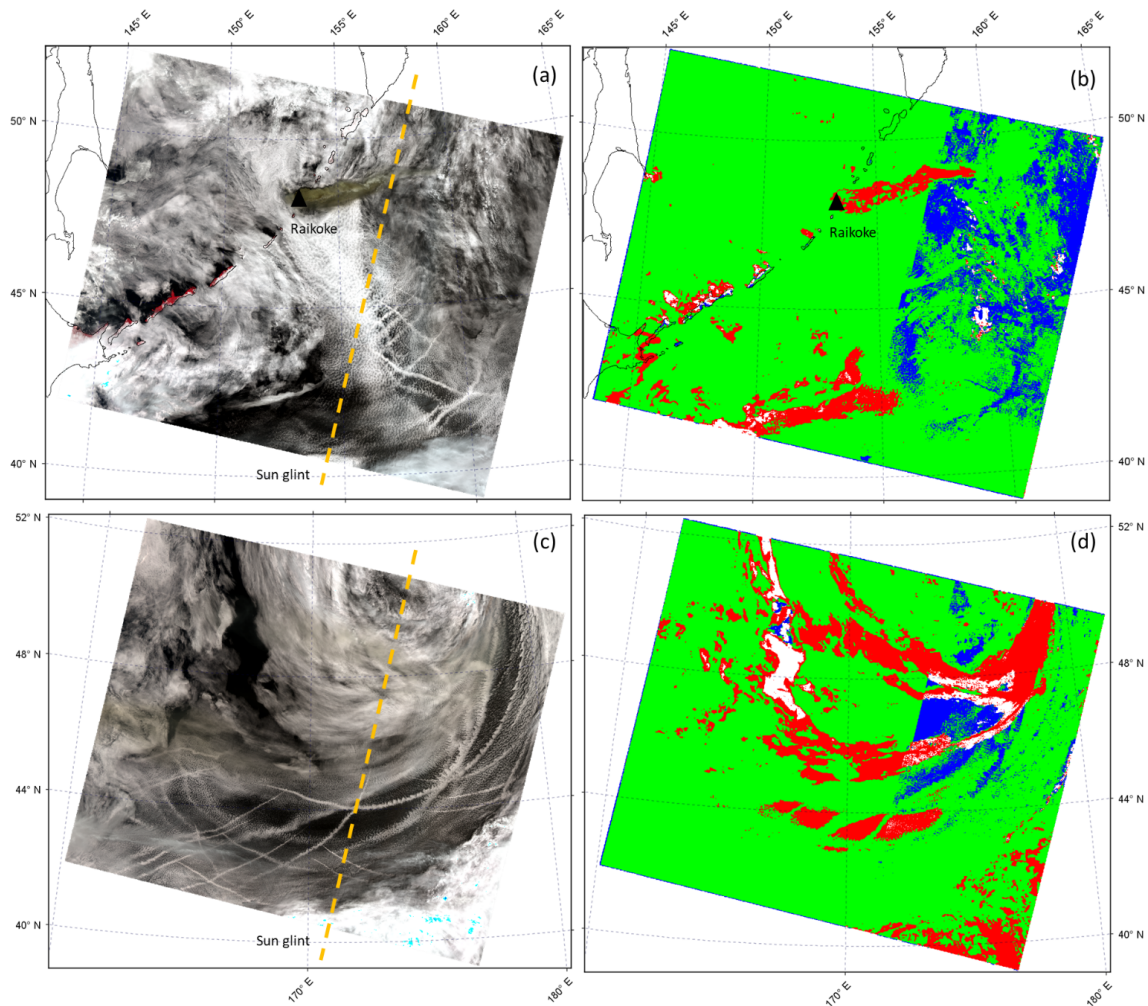 145° E 150° E 155° E 160° E 165° E
145° E 150° E 155° E 160° E 165° E
(a)
(b)
50° N
50° N
Raikoke
Raikoke
45° N
45° N
40° N
40° N
Sun glint
52° N
52° N
(c)
(d)
48° N
48° N
44° N
44° N
40° N
40° N
Sun glint
170° E 180° E
170° E 180° E